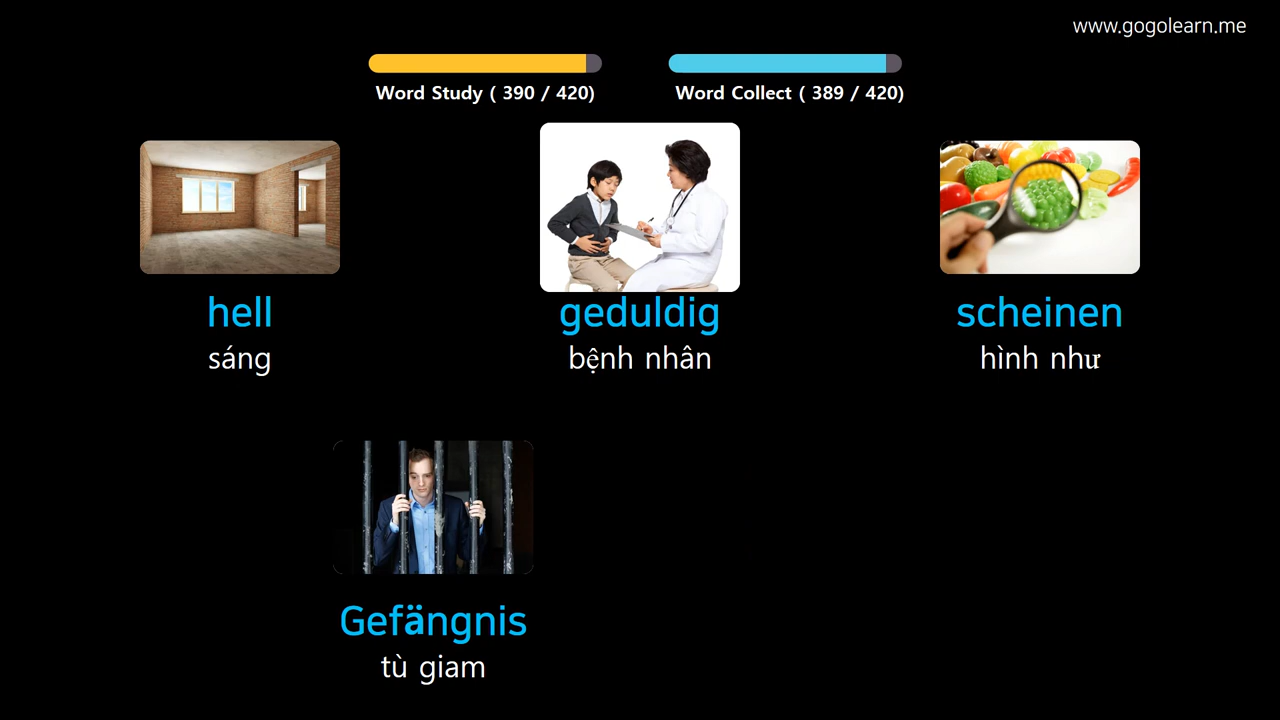 www.gogolearn.me
Word Study ( 390 / 420)
Word Collect ( 389 / 420)
hell
geduldig
scheinen
sáng
bệnh nhân
hình như
Gefängnis
tù giam